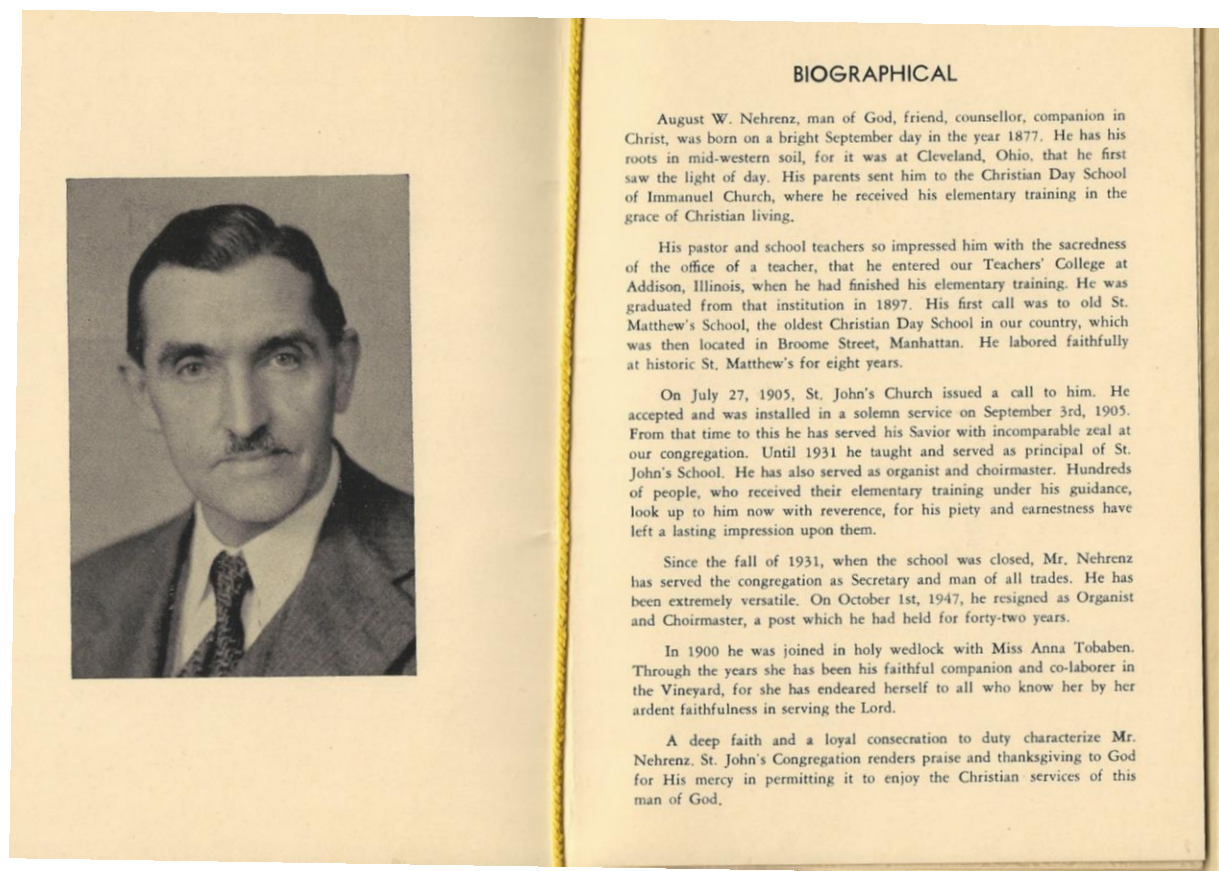 BIOGRAPHICAL
August W. Nehrenz, man of God, friend, counsellor, companion in
Christ, was born on a bright September day in the year 1877. He has his
roots in mid-western soil, for it was at Cleveland, Ohio, that he first
saw the light of day. His parents sent him to the Christian Day School
of Immanuel Church, where he received his elementary training in the
grace of Christian living.
His pastor and school teachers so impressed him with the sacredness
of the office of a teacher, that he entered our Teachers' College at
Addison, Illinois, when he had finished his elementary training. He was
graduated from that institution in 1897. His first call was to old St.
Matthew's School, the oldest Christian Day School in our country, which
was then located in Broome Street, Manhattan. He labored faithfully
at historic St. Matthew's for eight years.
On July 27, 1905, St. John's Church issued a call to him. He
accepted and was installed in a solemn service on September 3rd, 1905.
From that time to this he has served his Savior with incomparable zeal at
our congregation. Until 1931 he taught and served as principal of St.
John's School. He has also served as organist and choirmaster. Hundreds
of people, who received their elementary training under his guidance,
look up to him now with reverence, for his piety and earnestness have
left a lasting impression upon them.
Since the fall of 1931, when the school was closed, Mr. Nehrenz
has served the congregation as Secretary and man of all trades. He has
been extremely versatile. On October 1st, 1947, he resigned as Organist
and Choirmaster, a post which he had held for forty-two years.
In 1900 he was joined in holy wedlock with Miss Anna Tobaben.
Through the years she has been his faithful companion and co-laborer in
the Vineyard, for she has endeared herself to all who know her by her
ardent faithfulness in serving the Lord.
A deep faith and a loyal consecration to duty characterize Mr.
Nehrenz. St. John's Congregation renders praise and thanksgiving to God
for His mercy in permitting it to enjoy the Christian services of this
man of God.